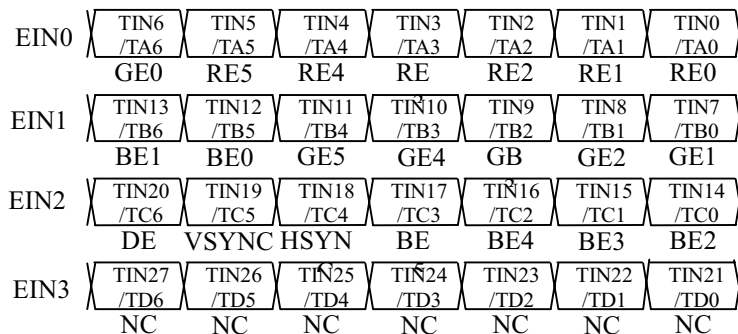 EIN0 TIN6 TIN5 TIN4 TIN3 TIN2 TIN1 TIN0
/TA6 /TA5 /TA4 /TA3 /TA2 /TA1 /TA0
GE0 RE5 RE4 RE RE2 RE1 RE0
EIN1 TIN13 TIN12 TIN11 TIN10 TIN9 TIN8 TIN7
/TB6 /TB5 /TB4 /TB3 /TB2 /TB1 /TB0
BE1 BE0 GE5 GE4 GB GE2 GE1
EIN2 TIN20 TIN19 TIN18 TIN17 TIN16 TIN15 TIN14
/TC6 /TC5 /TC4 /TC3 /TC2 /TC1 /TC0
DE VSYNC HSYN BE BE4 BE3 BE2
EIN3 TIN27 TIN26 TIN25 TIN24 TIN23 TIN22 TIN21
/TD6 /TD5 /TD4 /TD3 /TD2 /TD1 /TD0
NC NC NC NC NC NC NC